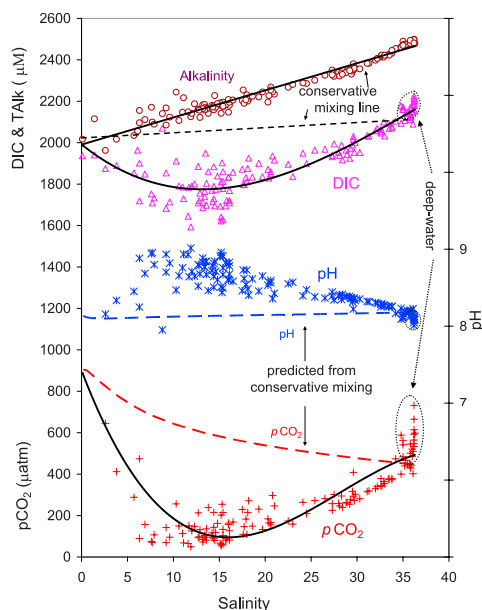 2600
2400
2200
2000
1800
1600
1400
1200
1000
800
600
400
200
0
DIC & TAlk ( μM)
pCO2 (μatm)
Alkalinity
conservative
mixing line
DIC
deep-water
pH
pH
predicted from
conservative mixing
pCO2
pCO2
9
8
7
pH
0 5 10 15 20 25 30 35 40
Salinity